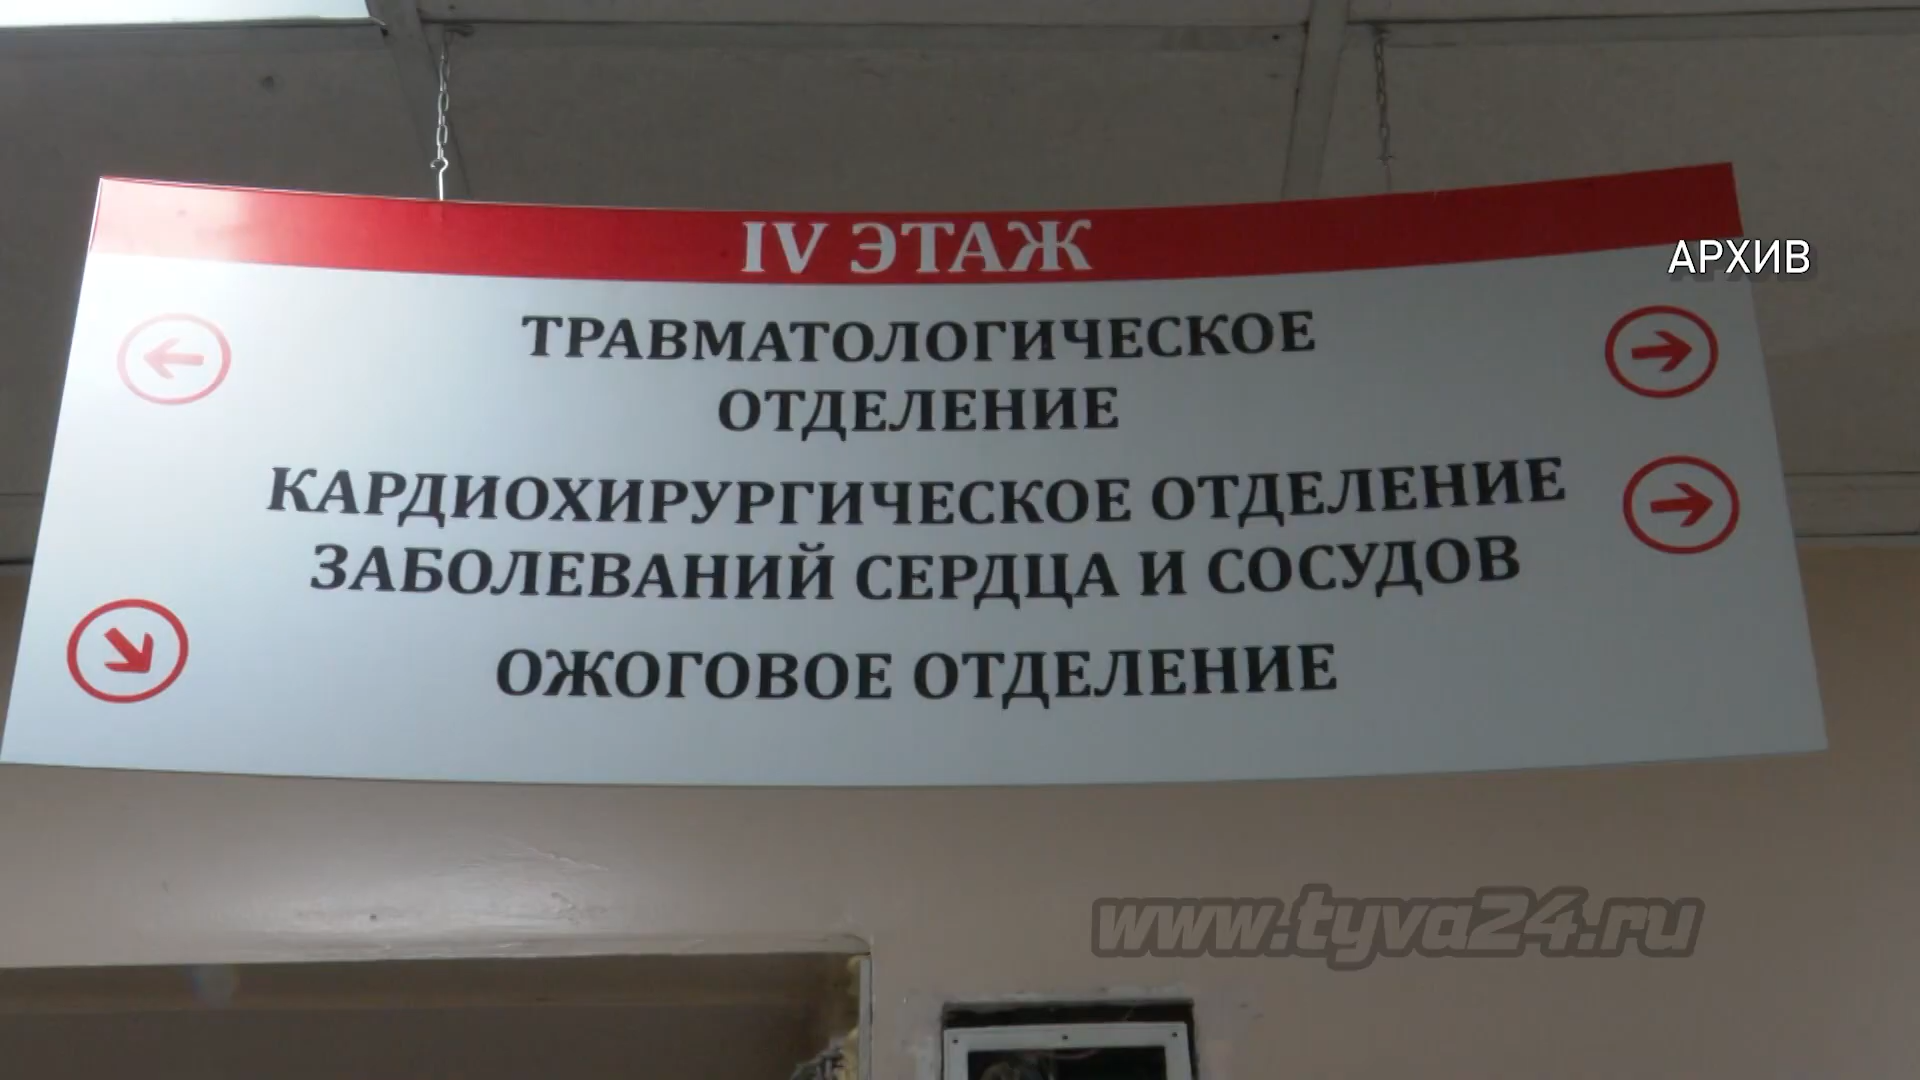 IV ЭТАЖ
АРХИВ
ТРАВМАТОЛОГИЧЕСКОЕ
ОТДЕЛЕНИЕ
КАРДИОХИРУРГИЧЕСКОЕ ОТДЕЛЕНИЕ
ЗАБОЛЕВАНИЙ СЕРДЦА И СОСУДОВ
ОЖОГОВОЕ ОТДЕЛЕНИЕ
www.tyva24.ru